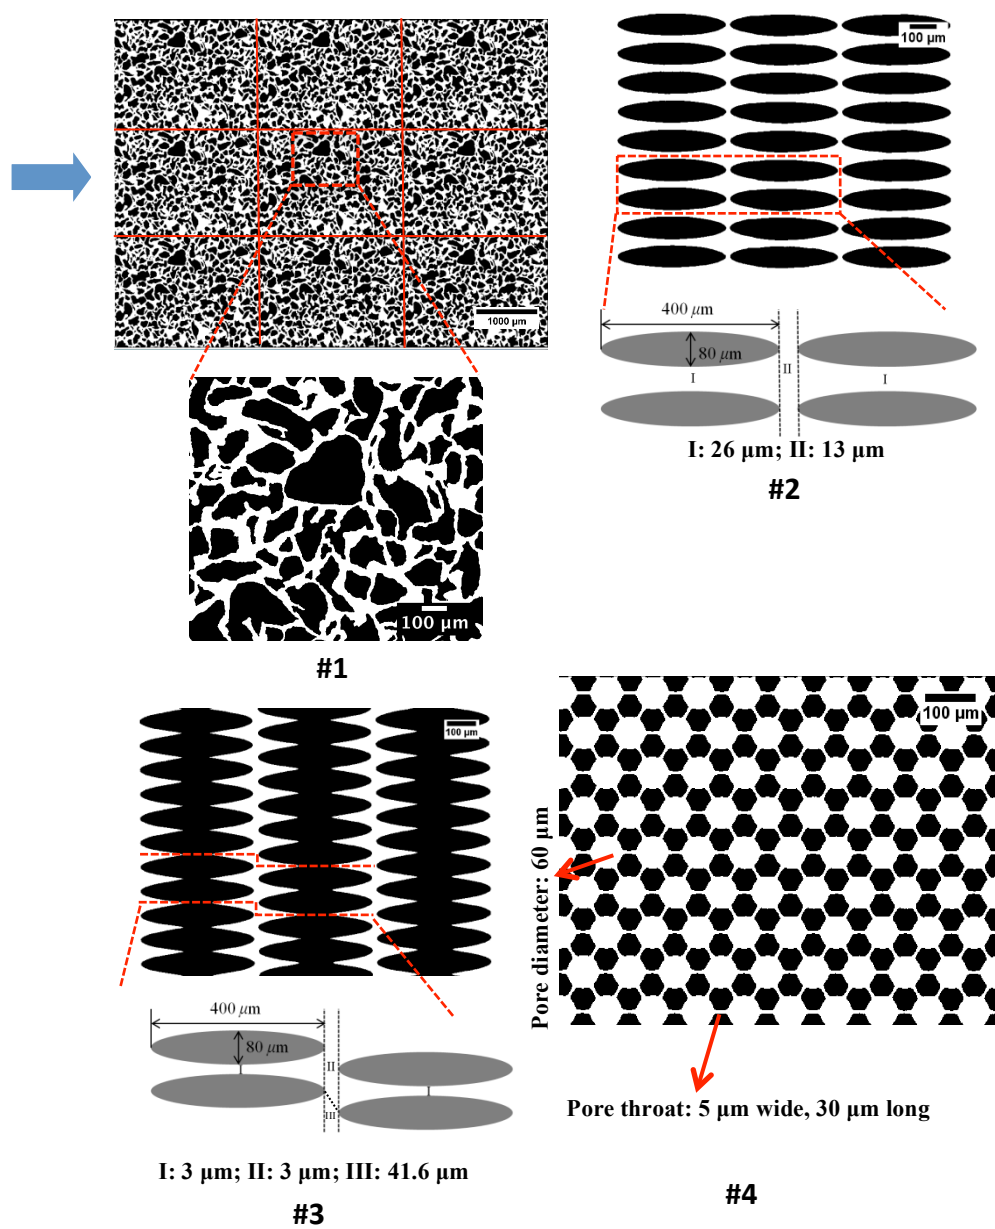 1000 µm
100 µm
#1
100 µm
400 µm
80 µm
II
I
I
I: 26 µm; II: 13 µm
#2
100 µm
400 µm
80 µm
II
I
III
I: 3 µm; II: 3 µm; III: 41.6 µm
#3
100 µm
Pore diameter: 60 µm
Pore throat: 5 µm wide, 30 µm long
#4